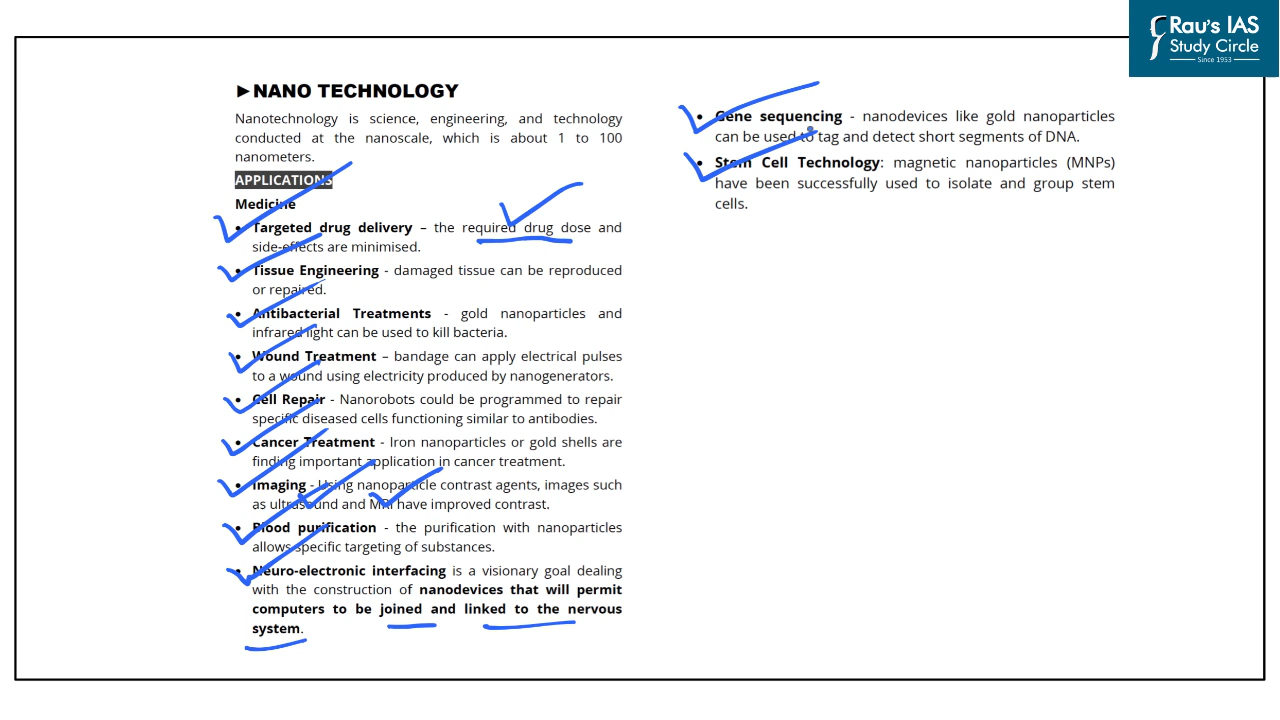 Rau's IAS
Study Circle
Since 1953
►NANO TECHNOLOGY
Nanotechnology is science, engineering, and technology
conducted at the nanoscale, which is about 1 to 100
nanometers.
APPLICATIONS
Medicine
• Targeted drug delivery – the required drug dose and
side-effects are minimised.
• Tissue Engineering - damaged tissue can be reproduced
or repaired.
• Antibacterial Treatments - gold nanoparticles and
infrared light can be used to kill bacteria.
• Wound Treatment – bandage can apply electrical pulses
to a wound using electricity produced by nanogenerators.
• Cell Repair - Nanorobots could be programmed to repair
specific diseased cells functioning similar to antibodies.
• Cancer Treatment - Iron nanoparticles or gold shells are
finding important application in cancer treatment.
• Imaging - Using nanoparticle contrast agents, images such
as ultrasound and MRI have improved contrast.
• Blood purification - the purification with nanoparticles
allows specific targeting of substances.
• Neuro-electronic interfacing is a visionary goal dealing
with the construction of nanodevices that will permit
computers to be joined and linked to the nervous
system.
• Gene sequencing - nanodevices like gold nanoparticles
can be used to tag and detect short segments of DNA.
• Stem Cell Technology: magnetic nanoparticles (MNPs)
have been successfully used to isolate and group stem
cells.